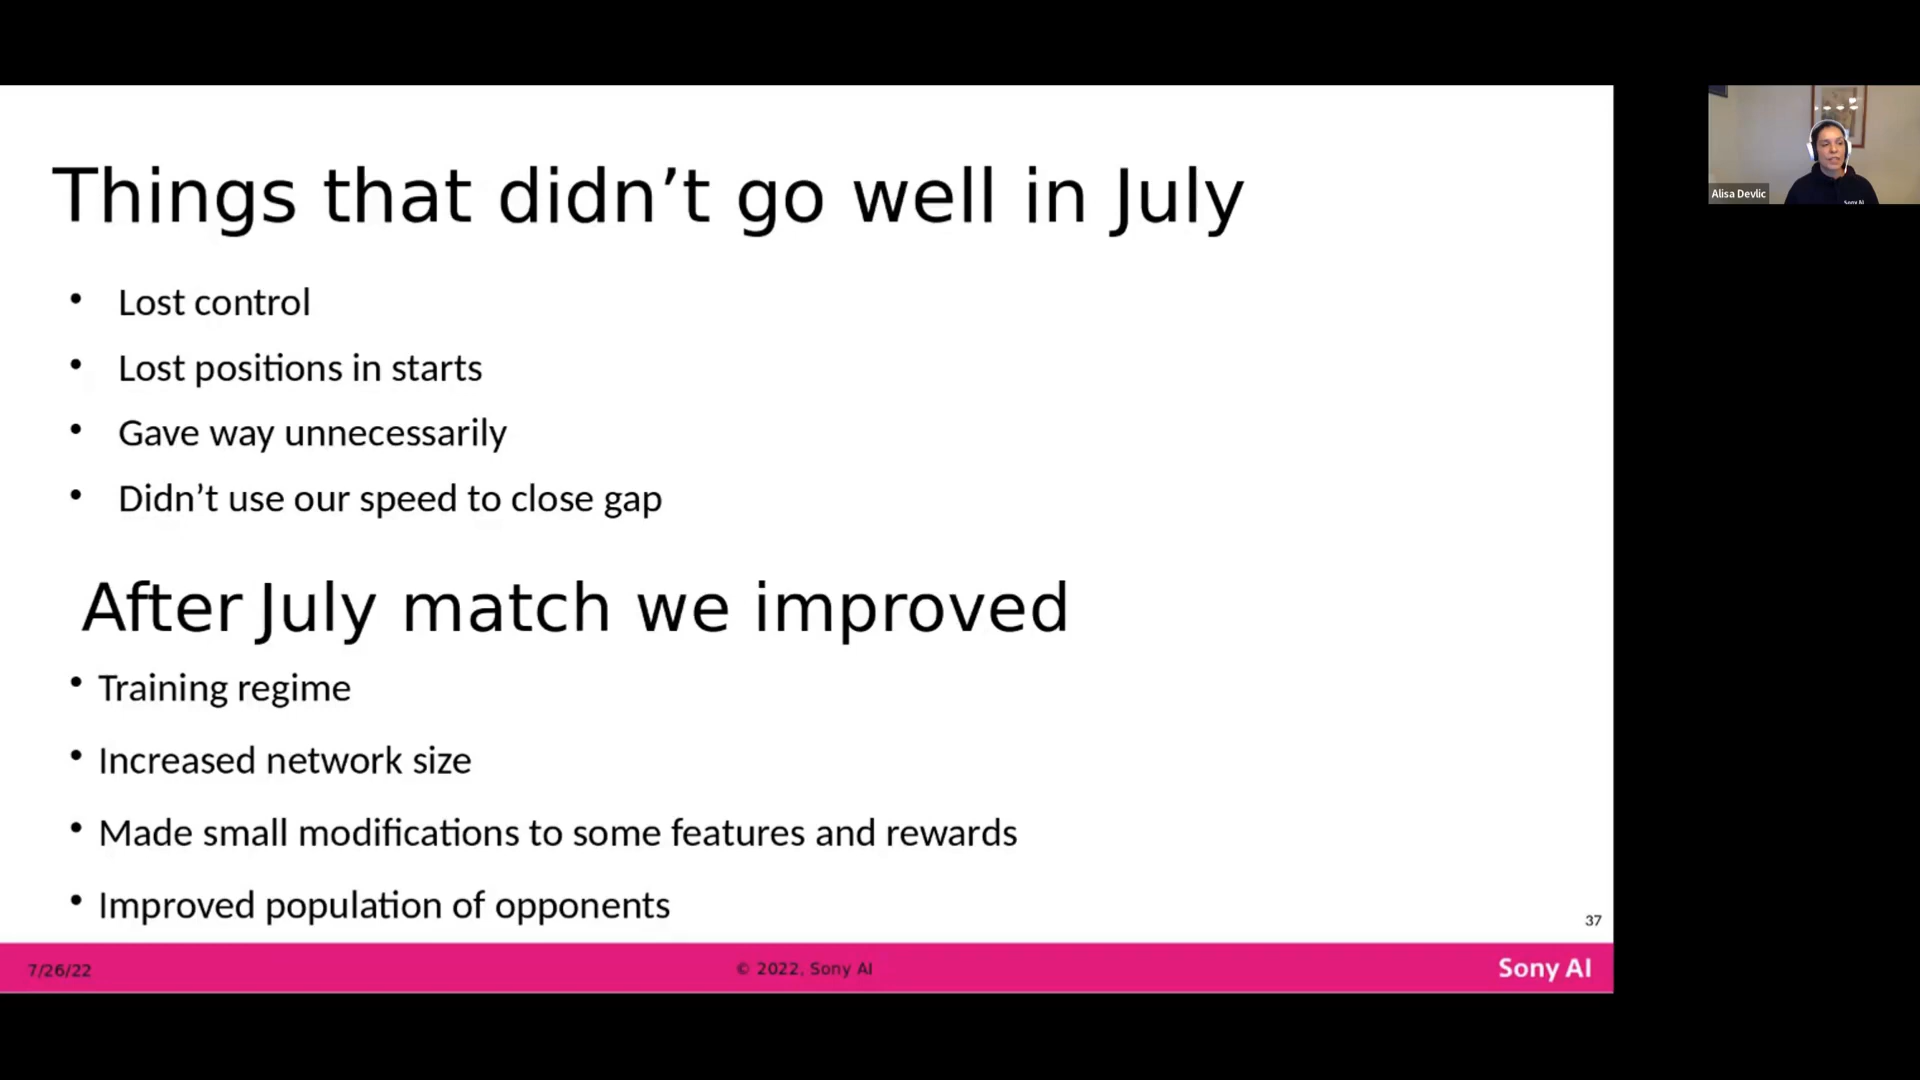 Things that didn’t go well in July
• Lost control
• Lost positions in starts
• Gave way unnecessarily
• Didn’t use our speed to close gap
After July match we improved
• Training regime
• Increased network size
• Made small modifications to some features and rewards
• Improved population of opponents
37
7/26/22
© 2022, Sony AI
Sony AI
Alisa Devlic
Sony AI